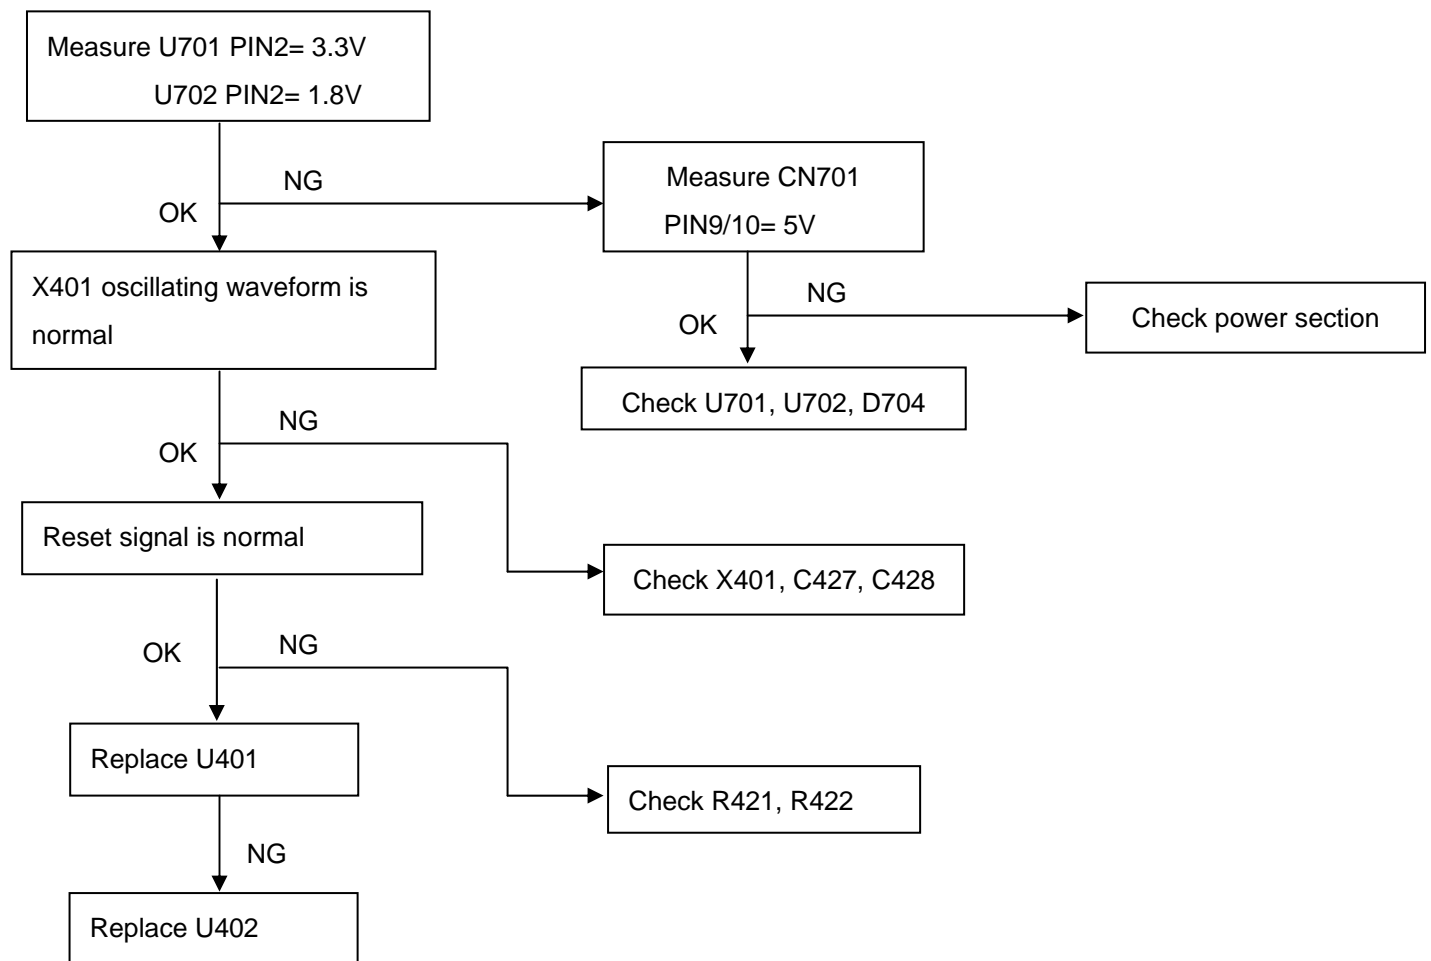 Measure U701 PIN2= 3.3V
U702 PIN2= 1.8V
NG
OK
Measure CN701
PIN9/10= 5V
X401 oscillating waveform is
normal
NG
OK
Check power section
Check U701, U702, D704
NG
OK
Reset signal is normal
Check X401, C427, C428
NG
OK
Replace U401
Check R421, R422
NG
Replace U402